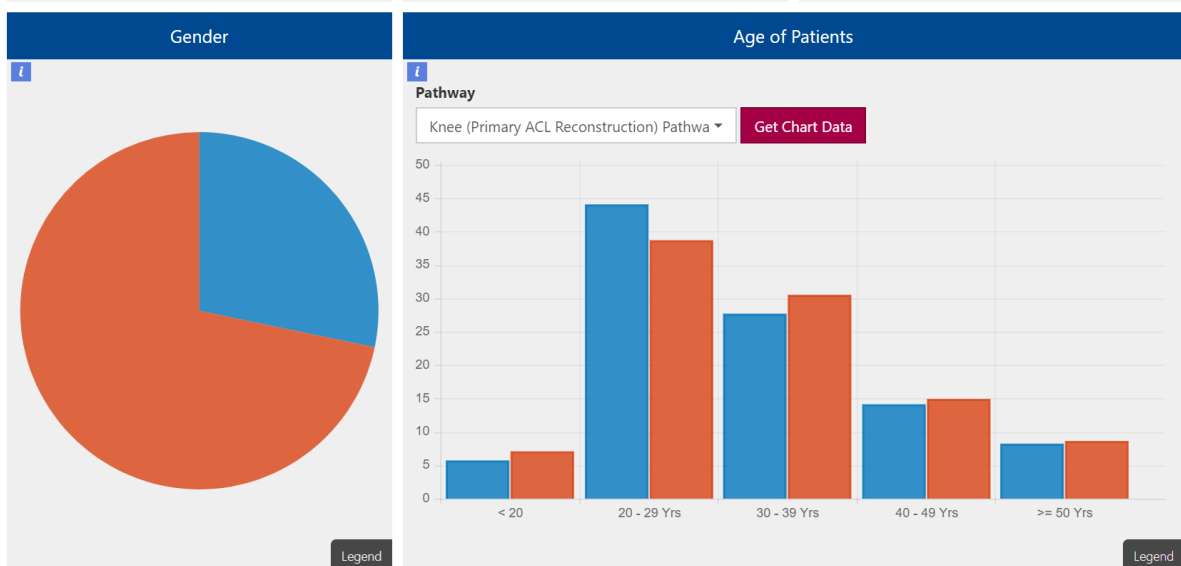 Gender
i
Legend
Age of Patients
i
Pathway
Knee (Primary ACL Reconstruction) Pathwa
Get Chart Data
50
45
40
35
30
25
20
15
10
5
0
< 20
20 - 29 Yrs
30 - 39 Yrs
40 - 49 Yrs
>= 50 Yrs
Legend